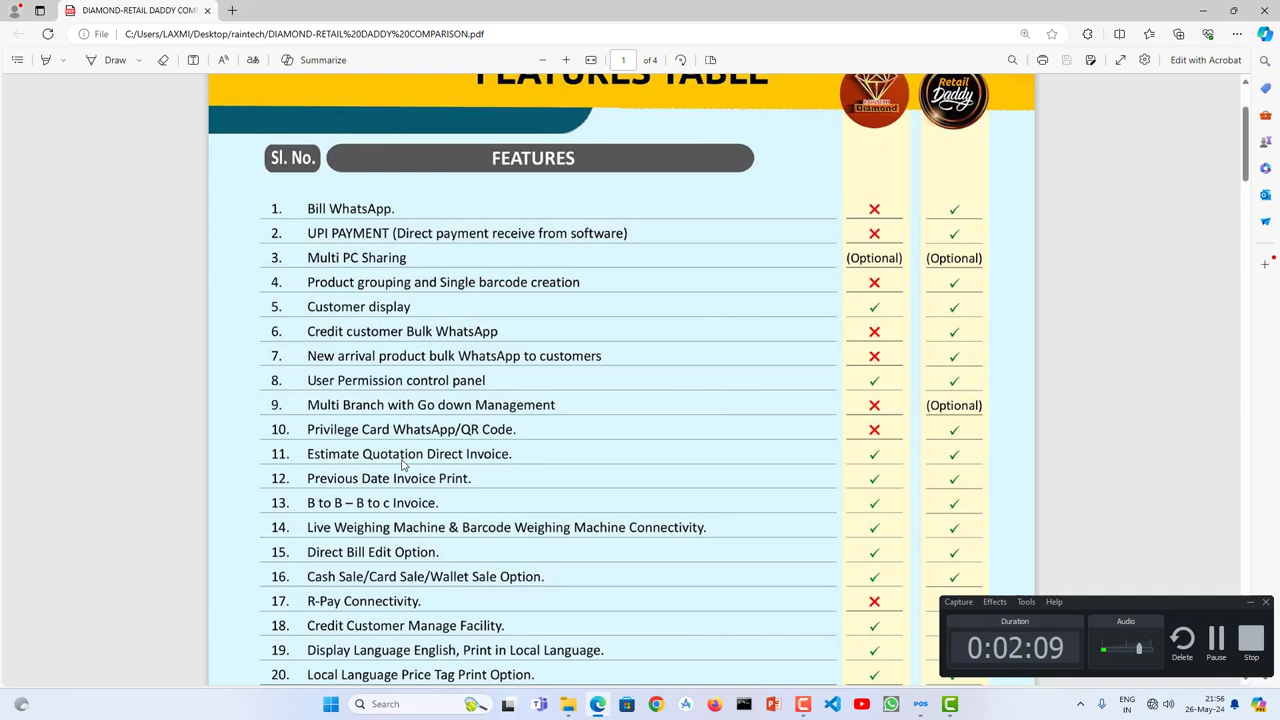 DIAMOND-RETAIL DADDY COMPAR
File C:/Users/LAXMI/Desktop/raintech/DIAMOND-RETAIL%20DADDY%20COMPARISON.pdf
Draw Summarize 1 of 4 Edit with Acrobat
FEATURES TABLE
Diamond
Retail Daddy
Sl. No. FEATURES
1. Bill WhatsApp.
2. UPI PAYMENT (Direct payment receive from software)
3. Multi PC Sharing (Optional) (Optional)
4. Product grouping and Single barcode creation
5. Customer display
6. Credit customer Bulk WhatsApp
7. New arrival product bulk WhatsApp to customers
8. User Permission control panel
9. Multi Branch with Go down Management (Optional)
10. Privilege Card WhatsApp/QR Code.
11. Estimate Quotation Direct Invoice.
12. Previous Date Invoice Print.
13. B to B – B to c Invoice.
14. Live Weighing Machine & Barcode Weighing Machine Connectivity.
15. Direct Bill Edit Option.
16. Cash Sale/Card Sale/Wallet Sale Option.
17. R-Pay Connectivity.
18. Credit Customer Manage Facility.
19. Display Language English, Print in Local Language.
20. Local Language Price Tag Print Option.
Capture Effects Tools Help
Duration Audio
0:02:09
Delete Pause Stop
Search
POS
ENG IN
21:56
26-May-24